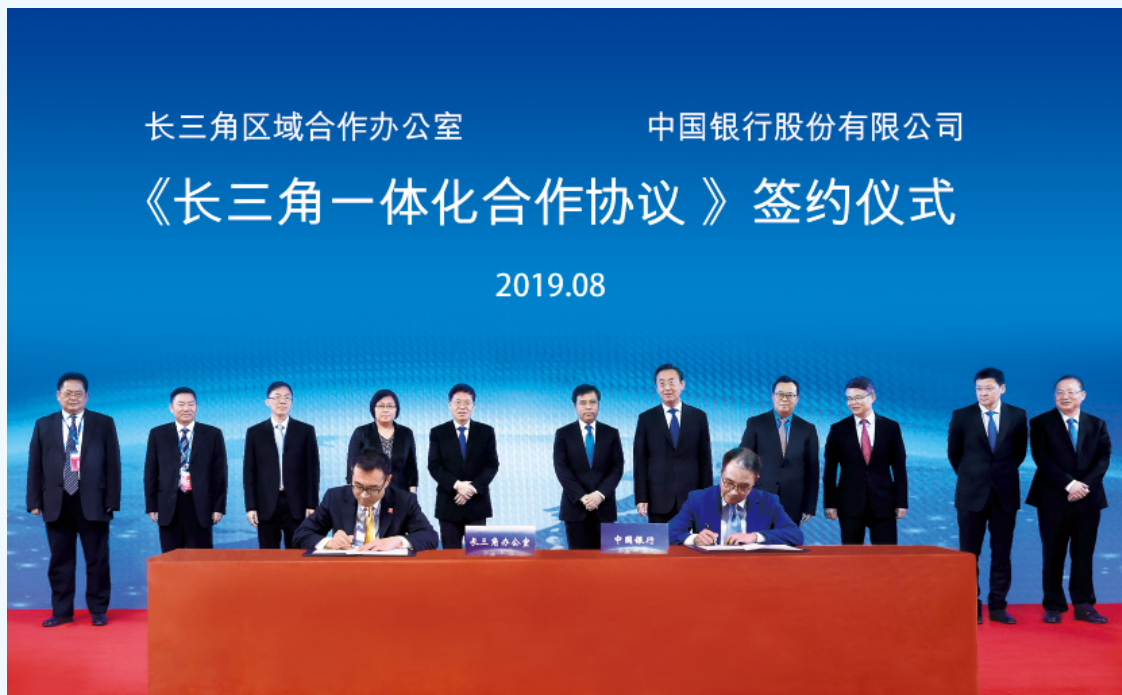 长三角区域合作办公室 中国银行股份有限公司
《长三角一体化合作协议 》签约仪式
2019.08
长三角办公室 中国银行